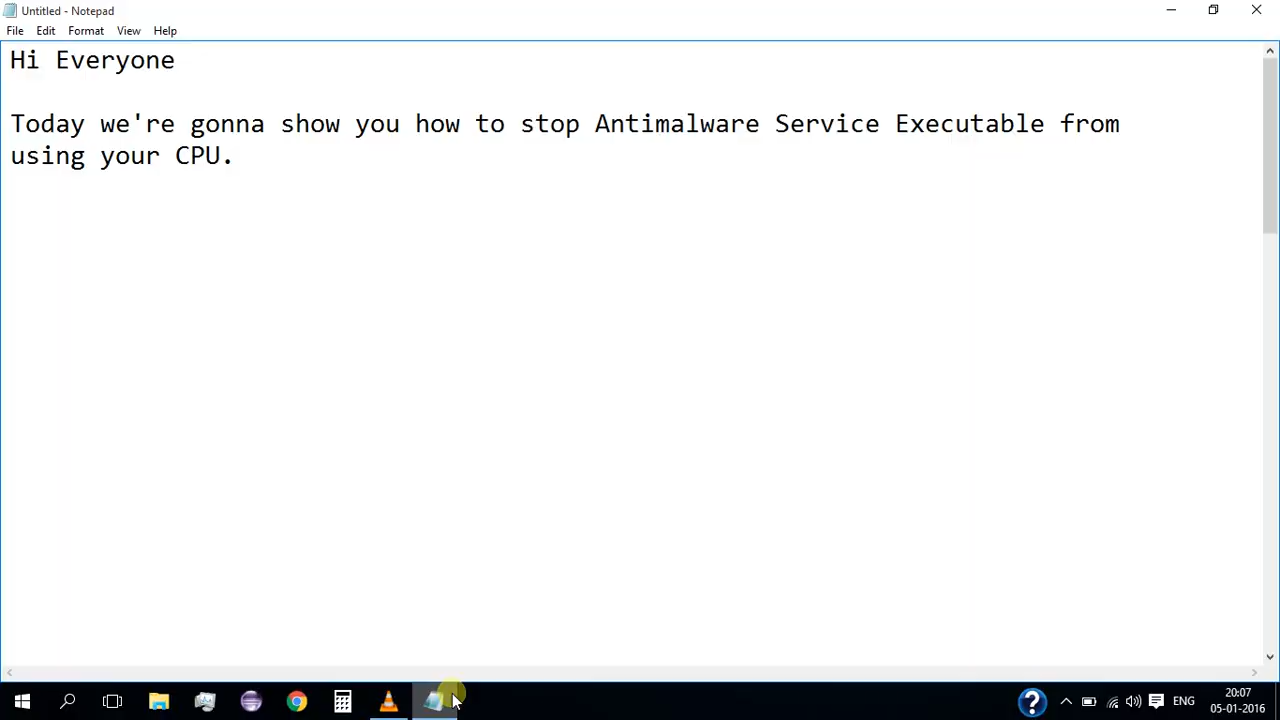 Untitled - Notepad
File Edit Format View Help
Hi Everyone
Today we're gonna show you how to stop Antimalware Service Executable from
using your CPU.
ENG
20:07
05-01-2016